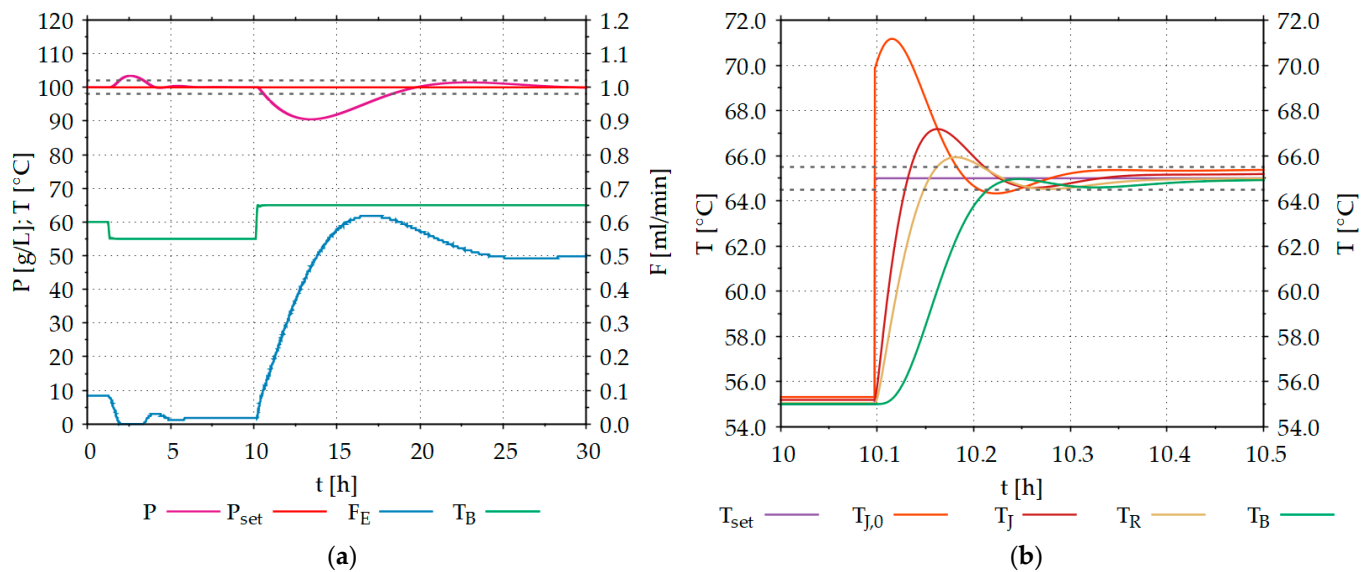 120 1.2
110 1.1
100 1.0
90 0.9
80 0.8
70 0.7
60 0.6
50 0.5
40 0.4
30 0.3
20 0.2
10 0.1
0 0.0
P [g/L]; T [°C]
F [ml/min]
0 5 10 15 20 25 30
t [h]
P P_set F_E T_B
(a)
72.0 72.0
70.0 70.0
68.0 68.0
66.0 66.0
64.0 64.0
62.0 62.0
60.0 60.0
58.0 58.0
56.0 56.0
54.0 54.0
T [°C]
T [°C]
10 10.1 10.2 10.3 10.4 10.5
t [h]
T_set T_J,0 T_J T_R T_B
(b)